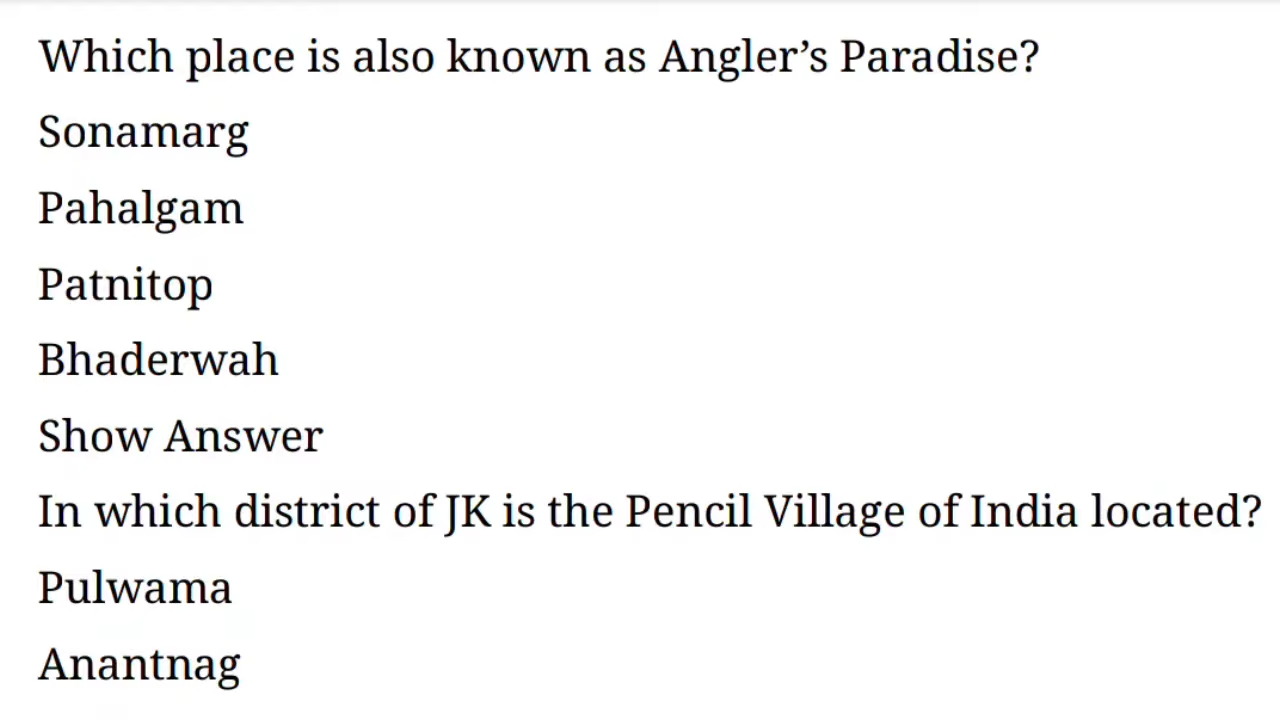 Which place is also known as Angler’s Paradise?
Sonamarg
Pahalgam
Patnitop
Bhaderwah
Show Answer
In which district of JK is the Pencil Village of India located?
Pulwama
Anantnag